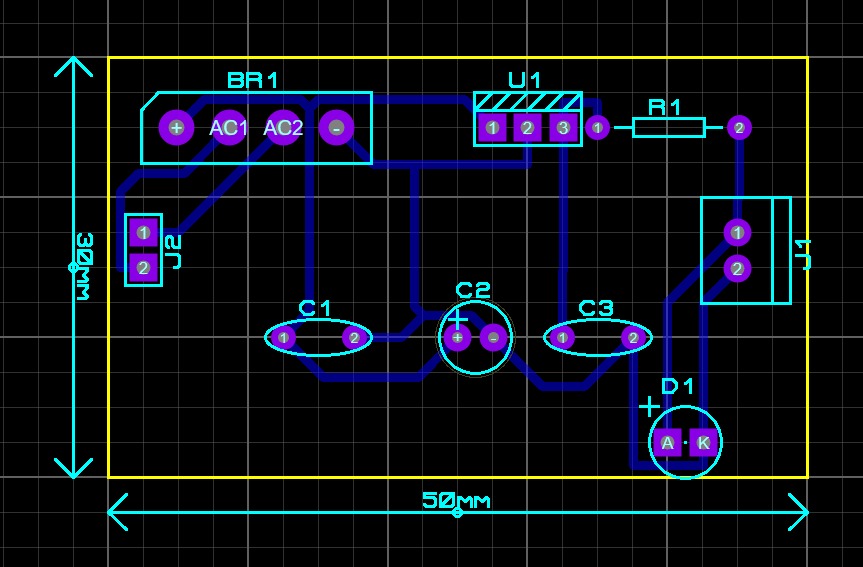 BR1
U1
R1
+ AC1 AC2 -
1 2 3
1 2
1
2
J2
1
2
J1
30MM
C1
1 2
C2
+
+ -
C3
1 2
D1
+
A K
50MM